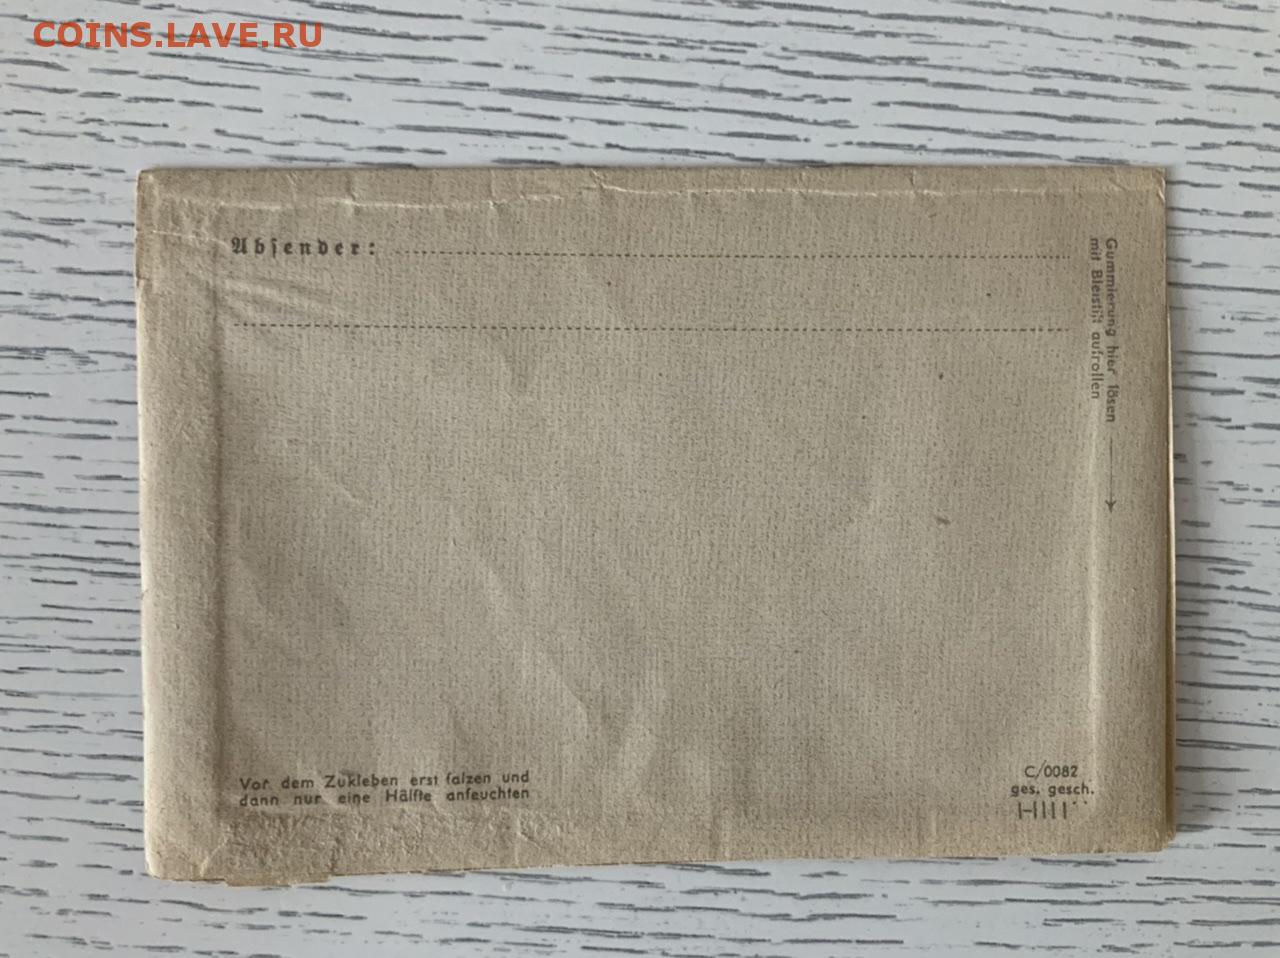 COINS.LAVE.RU
Absender:
Gummierung hier lösen
mit Bleistift aufrollen
Vor dem Zukleben erst falzen und
dann nur eine Hälfte anfeuchten
C/0082
ges. gesch.